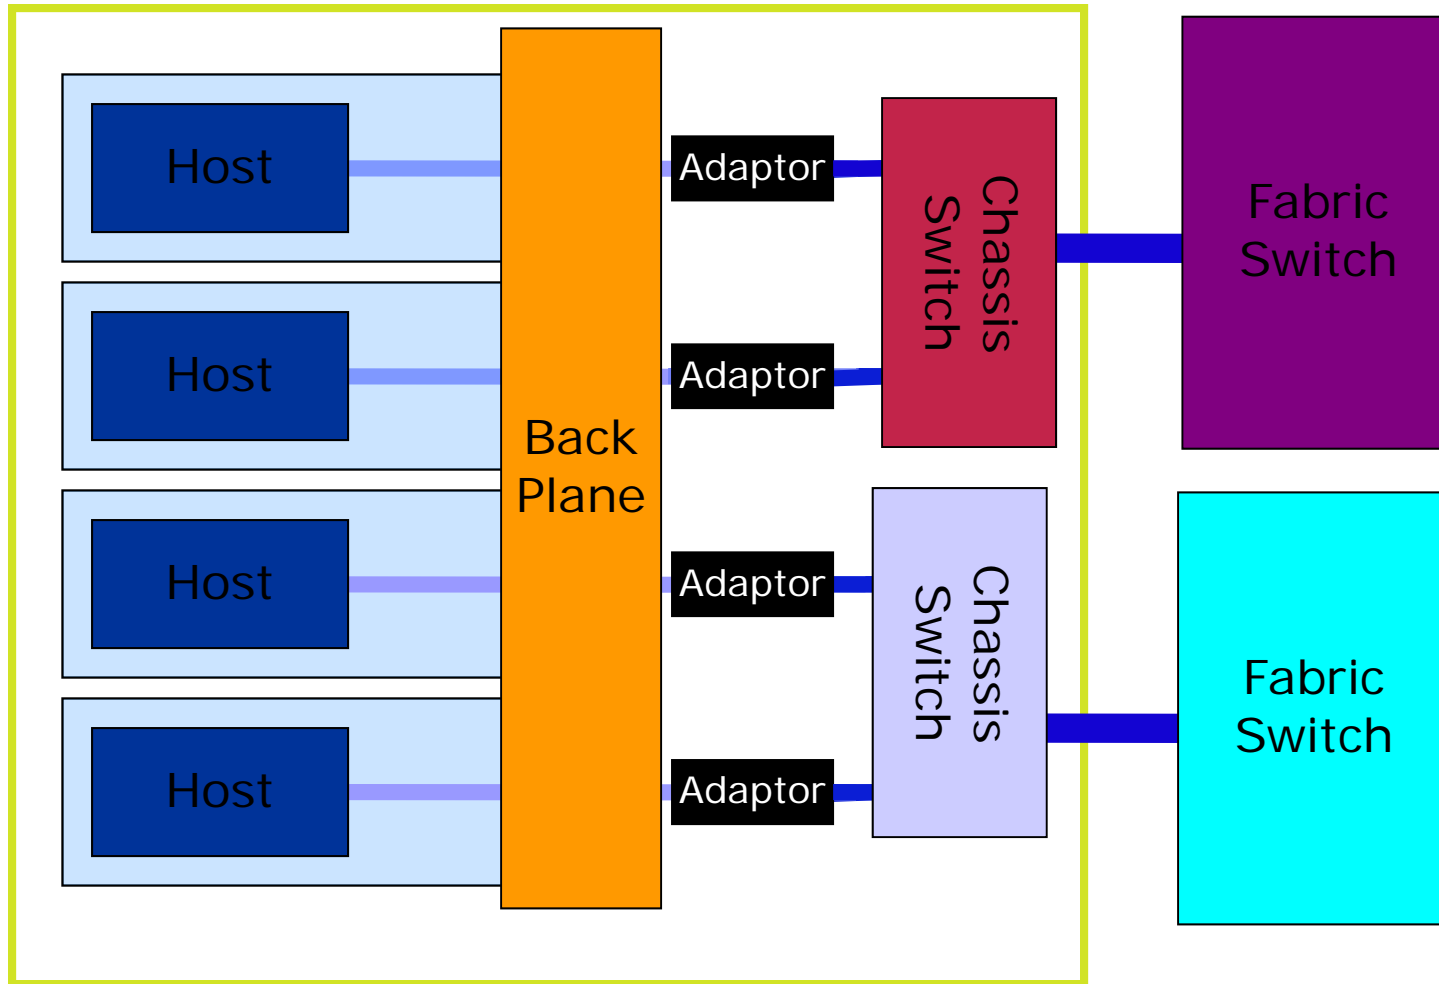 Host
Host
Host
Host
Back
Plane
Adaptor
Adaptor
Adaptor
Adaptor
Chassis
Switch
Chassis
Switch
Fabric
Switch
Fabric
Switch